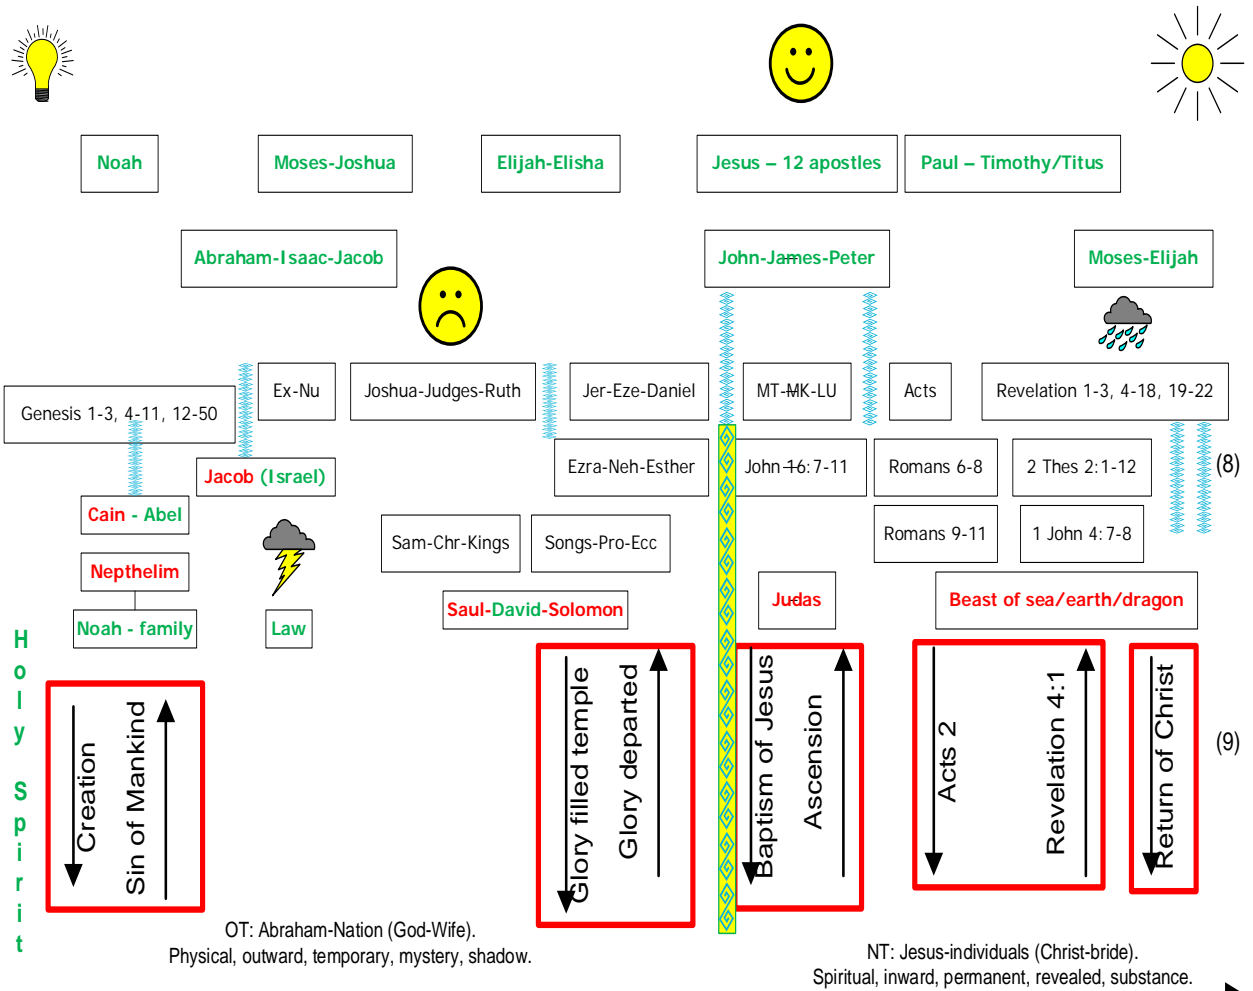 Noah
Moses-Joshua
Elijah-Elisha
Jesus – 12 apostles
Paul – Timothy/Titus
Abraham-Isaac-Jacob
John-James-Peter
Moses-Elijah
Genesis 1-3, 4-11, 12-50
Ex-Nu
Joshua-Judges-Ruth
Jer-Eze-Daniel
MT-MK-LU
Acts
Revelation 1-3, 4-18, 19-22
Jacob (Israel)
Ezra-Neh-Esther
John 16:7-11
Romans 6-8
2 Thes 2:1-12
(8)
Cain - Abel
Sam-Chr-Kings
Songs-Pro-Ecc
Romans 9-11
1 John 4:7-8
Nepthelim
Saul-David-Solomon
Judas
Beast of sea/earth/dragon
Noah - family
Law
Holy Spirit
Creation
Sin of Mankind
Glory filled temple
Glory departed
Baptism of Jesus
Ascension
Acts 2
Revelation 4:1
Return of Christ
(9)
OT: Abraham-Nation (God-Wife).
Physical, outward, temporary, mystery, shadow.
NT: Jesus-individuals (Christ-bride).
Spiritual, inward, permanent, revealed, substance.